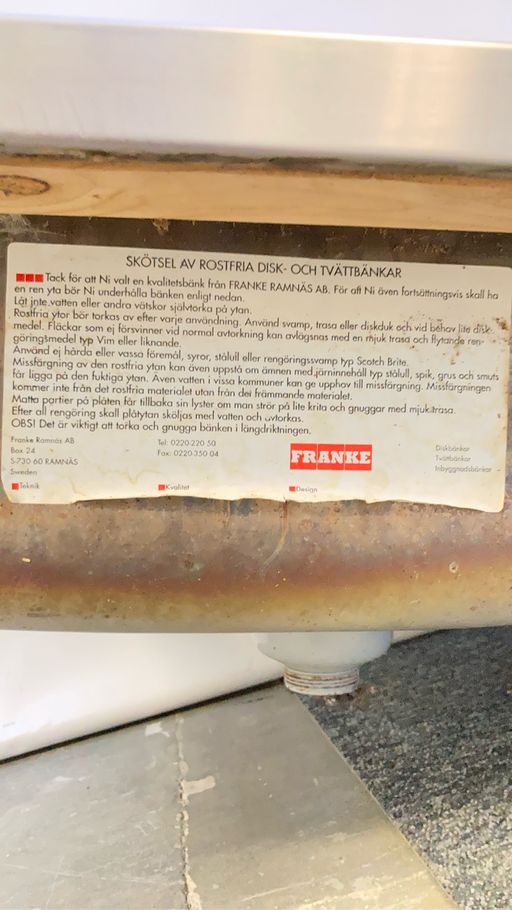 SKÖTSEL AV ROSTFRIA DISK- OCH TVÄTTBÄNKAR
Tack för att Ni valt en kvalitetsbänk från FRANKE RAMNÄS AB. För att Ni även fortsättningsvis skall ha
en ren yta bör Ni underhålla bänken enligt nedan.
Låt inte vatten eller andra vätskor självtorka på ytan.
Rostfria ytor bör torkas av efter varje användning. Använd svamp, trasa eller diskduk och vid behov lite disk-
medel. Fläckar som ej försvinner vid normal avtorkning kan avlägsnas med en mjuk trasa och flytande ren-
göringsmedel typ Vim eller liknande.
Använd ej hårda eller vassa föremål, syror, stålull eller rengöringssvamp typ Scotch Brite.
Missfärgning av den rostfria ytan kan även uppstå om ämnen med järninnehåll typ stålull, spik, grus och smuts
får ligga på den fuktiga ytan. Även vatten i vissa kommuner kan ge upphov till missfärgning. Missfärgningen
kommer inte från det rostfria materialet utan från dei främmande materialet.
Matta partier på plåten får tillbaka sin lyster om man strör på lite krita och gnuggar med mjuk trasa.
Efter all rengöring skall plåtytan sköljas med vatten och avtorkas.
OBS! Det är viktigt att torka och gnugga bänken i längdriktningen.
Franke Ramnäs AB
Box 24
S-730 60 RAMNÄS
Sweden
Tel: 0220-220 50
Fax: 0220-350 04
FRANKE
Diskbänkar
Tvättbänkar
Inbyggnadsbänkar
Teknik
Kvalitet
Design